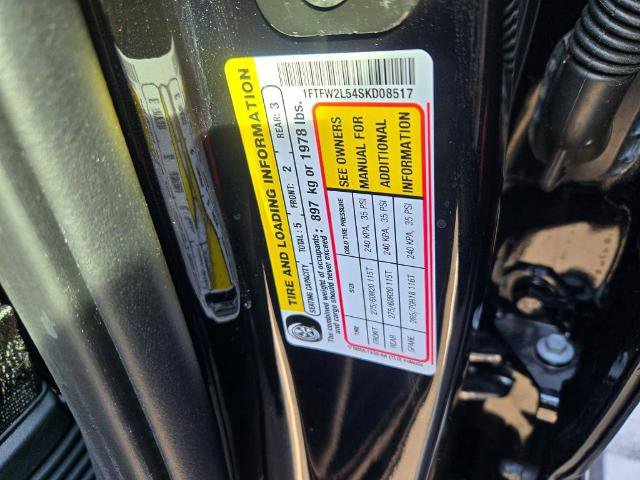 1FTFW2L54SKD08517
TIRE AND LOADING INFORMATION
SEATING CAPACITY TOTAL: 5 FRONT: 2 REAR: 3
The combined weight of occupants and cargo should never exceed: 897 kg or 1978 lbs.
TIRE SIZE COLD TIRE PRESSURE
FRONT 275/60R20 115T 240 KPA, 35 PSI
REAR 275/60R20 115T 240 KPA, 35 PSI
SPARE 265/70R18 116T 240 KPA, 35 PSI
SEE OWNERS
MANUAL FOR
ADDITIONAL
INFORMATION